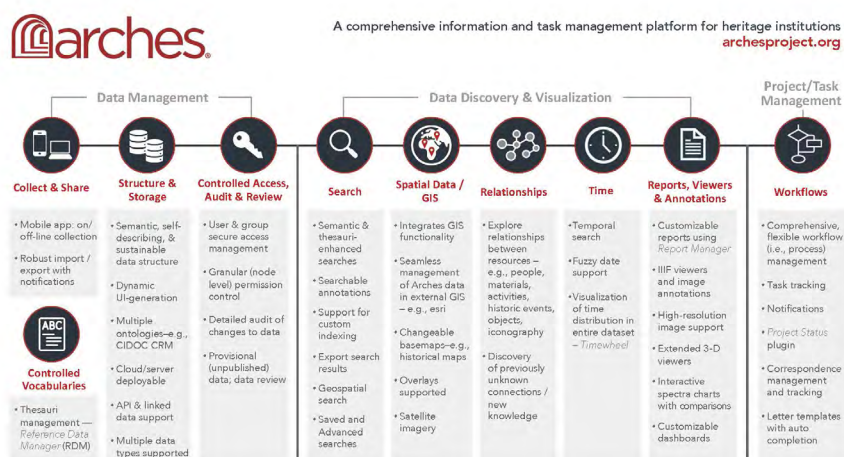 arches®
A comprehensive information and task management platform for heritage institutions
archesproject.org
Data Management
Data Discovery & Visualization
Project/Task
Management
Collect & Share
• Mobile app: on/
off-line collection
• Robust import /
export with
notifications
ABC
Controlled
Vocabularies
• Thesauri
management —
Reference Data
Manager (RDM)
Structure &
Storage
• Semantic, self-
describing, &
sustainable
data structure
• Dynamic
UI-generation
• Multiple
ontologies–e.g.,
CIDOC CRM
• Cloud/server
deployable
• API & linked
data support
• Multiple data
types supported
Controlled Access,
Audit & Review
• User & group
secure access
management
• Granular (node
level) permission
control
• Detailed audit of
changes to data
• Provisional
(unpublished)
data; data review
Search
• Semantic &
thesauri-
enhanced
searches
• Searchable
annotations
• Support for
custom
indexing
• Export search
results
• Geospatial
search
• Saved and
Advanced
searches
Spatial Data /
GIS
• Integrates GIS
functionality
• Seamless
management
of Arches data
in external GIS
– e.g., esri
• Changeable
basemaps–e.g.,
historical maps
• Overlays
supported
• Satellite
imagery
Relationships
• Explore
relationships
between
resources –
e.g., people,
materials,
activities,
historic events,
objects,
iconography
• Discovery
of previously
unknown
connections /
new
knowledge
Time
•Temporal
search
•Fuzzy date
support
•Visualization
of time
distribution in
entire dataset
– Timewheel
Reports, Viewers
& Annotations
• Customizable
reports using
Report Manager
• IIIF viewers
and image
annotations
• High-resolution
image support
• Extended 3-D
viewers
• Interactive
spectra charts
with comparisons
• Customizable
dashboards
Workflows
• Comprehensive,
flexible workflow
(i.e., process)
management
• Task tracking
• Notifications
• Project Status
plugin
• Correspondence
management
and tracking
• Letter templates
with auto
completion